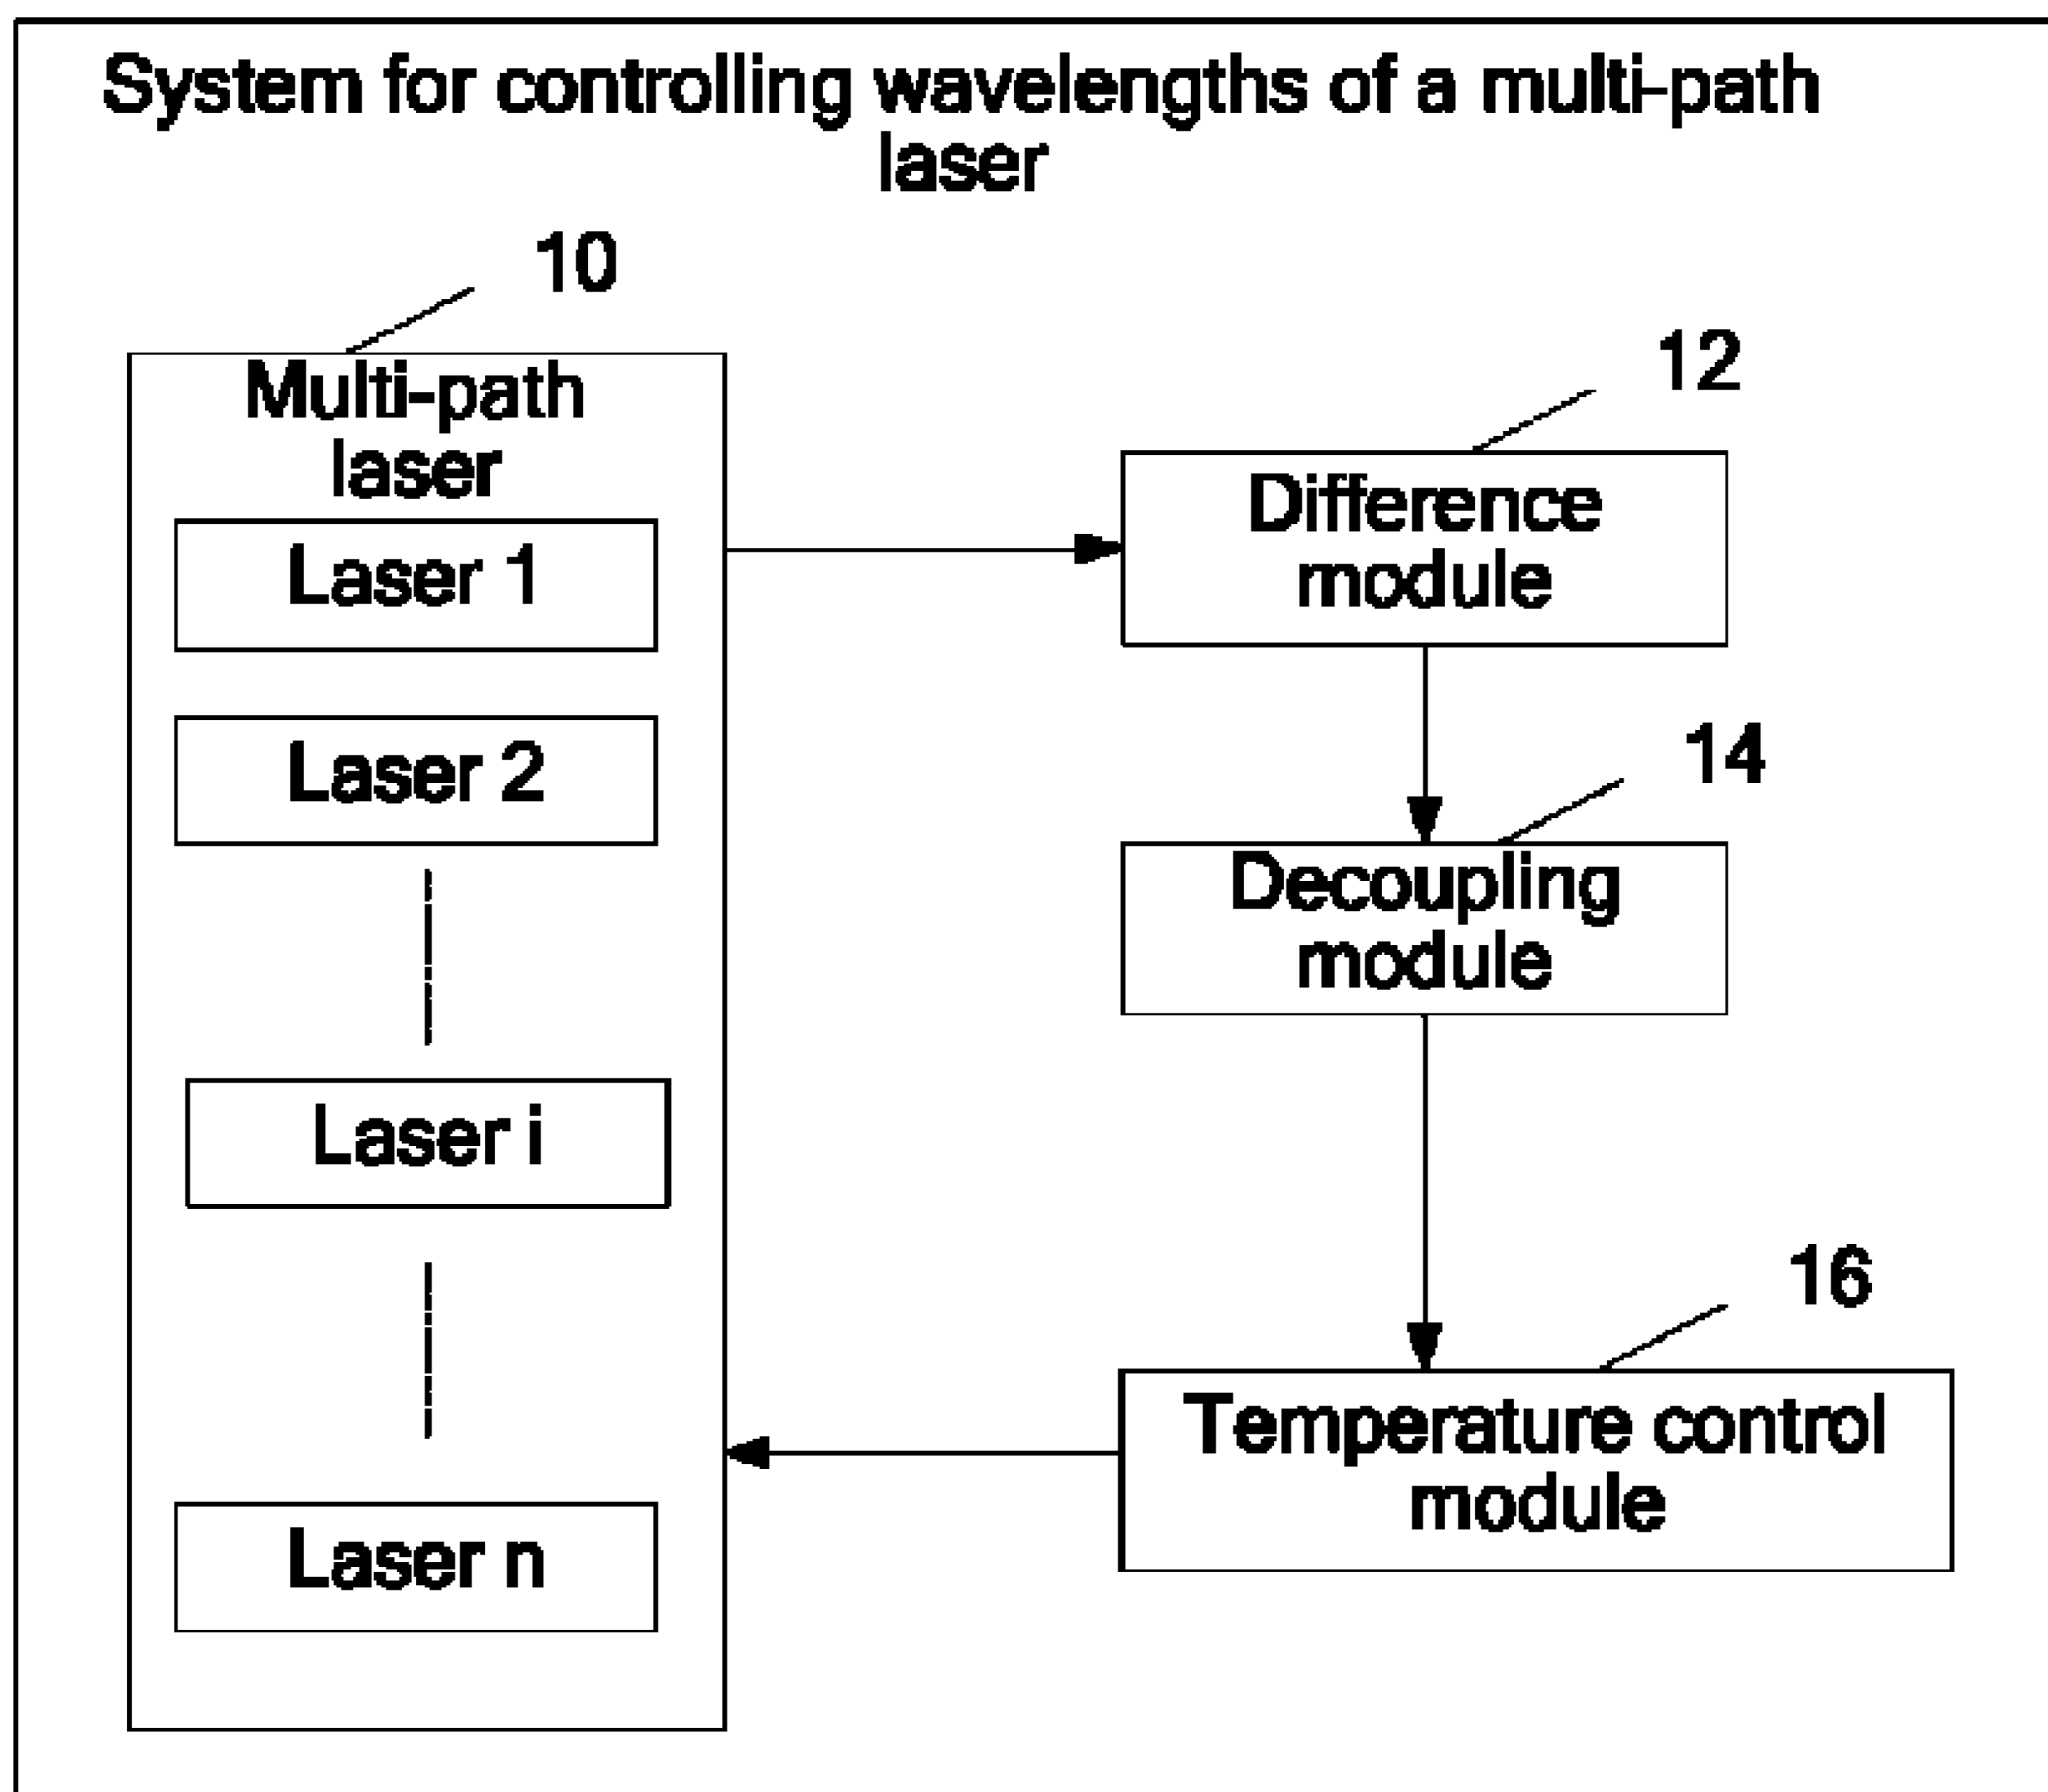 System for controlling wavelengths of a multi-path
laser
10
Multi-path
laser
Laser 1
Laser 2
Laser i
Laser n
12
Difference
module
14
Decoupling
module
16
Temperature control
module